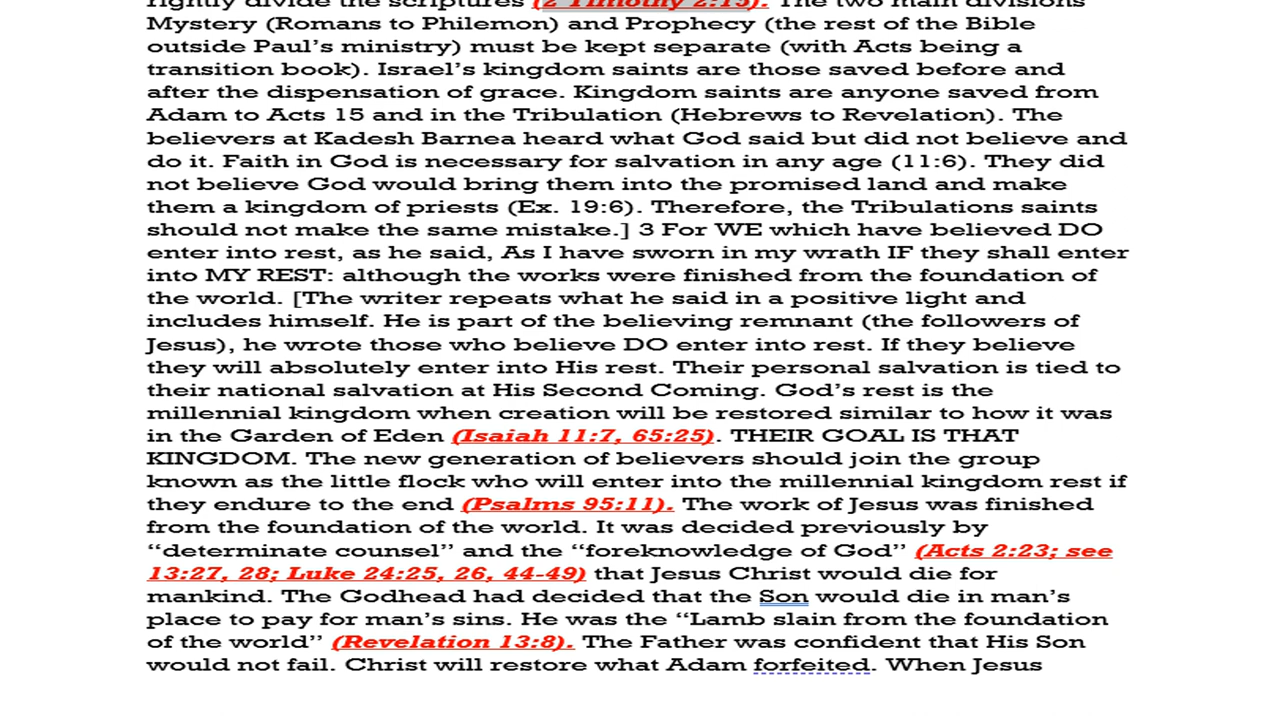 rightly divide the scriptures (2 Timothy 2:15). The two main divisions
Mystery (Romans to Philemon) and Prophecy (the rest of the Bible
outside Paul’s ministry) must be kept separate (with Acts being a
transition book). Israel’s kingdom saints are those saved before and
after the dispensation of grace. Kingdom saints are anyone saved from
Adam to Acts 15 and in the Tribulation (Hebrews to Revelation). The
believers at Kadesh Barnea heard what God said but did not believe and
do it. Faith in God is necessary for salvation in any age (11:6). They did
not believe God would bring them into the promised land and make
them a kingdom of priests (Ex. 19:6). Therefore, the Tribulations saints
should not make the same mistake.] 3 For WE which have believed DO
enter into rest, as he said, As I have sworn in my wrath IF they shall enter
into MY REST: although the works were finished from the foundation of
the world. [The writer repeats what he said in a positive light and
includes himself. He is part of the believing remnant (the followers of
Jesus), he wrote those who believe DO enter into rest. If they believe
they will absolutely enter into His rest. Their personal salvation is tied to
their national salvation at His Second Coming. God’s rest is the
millennial kingdom when creation will be restored similar to how it was
in the Garden of Eden (Isaiah 11:7, 65:25). THEIR GOAL IS THAT
KINGDOM. The new generation of believers should join the group
known as the little flock who will enter into the millennial kingdom rest if
they endure to the end (Psalms 95:11). The work of Jesus was finished
from the foundation of the world. It was decided previously by
“determinate counsel” and the “foreknowledge of God” (Acts 2:23; see
13:27, 28; Luke 24:25, 26, 44-49) that Jesus Christ would die for
mankind. The Godhead had decided that the Son would die in man’s
place to pay for man’s sins. He was the “Lamb slain from the foundation
of the world” (Revelation 13:8). The Father was confident that His Son
would not fail. Christ will restore what Adam forfeited. When Jesus